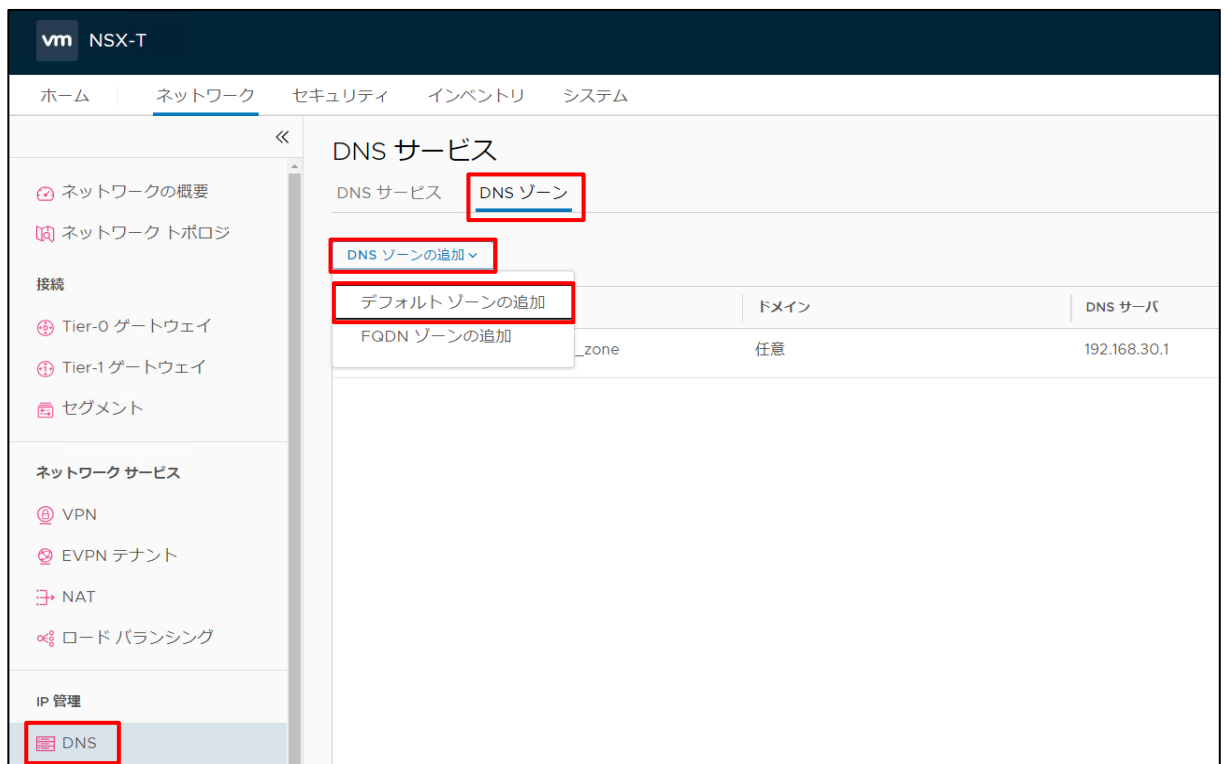 vm NSX-T
ホーム ネットワーク セキュリティ インベントリ システム
ネットワークの概要
ネットワーク トポロジ
接続
Tier-0 ゲートウェイ
Tier-1 ゲートウェイ
セグメント
ネットワーク サービス
VPN
EVPN テナント
NAT
ロード バランシング
IP 管理
DNS
DNS サービス
DNS サービス DNS ゾーン
DNS ゾーンの追加
デフォルト ゾーンの追加
FQDN ゾーンの追加
ドメイン DNS サーバ
_zone 任意 192.168.30.1